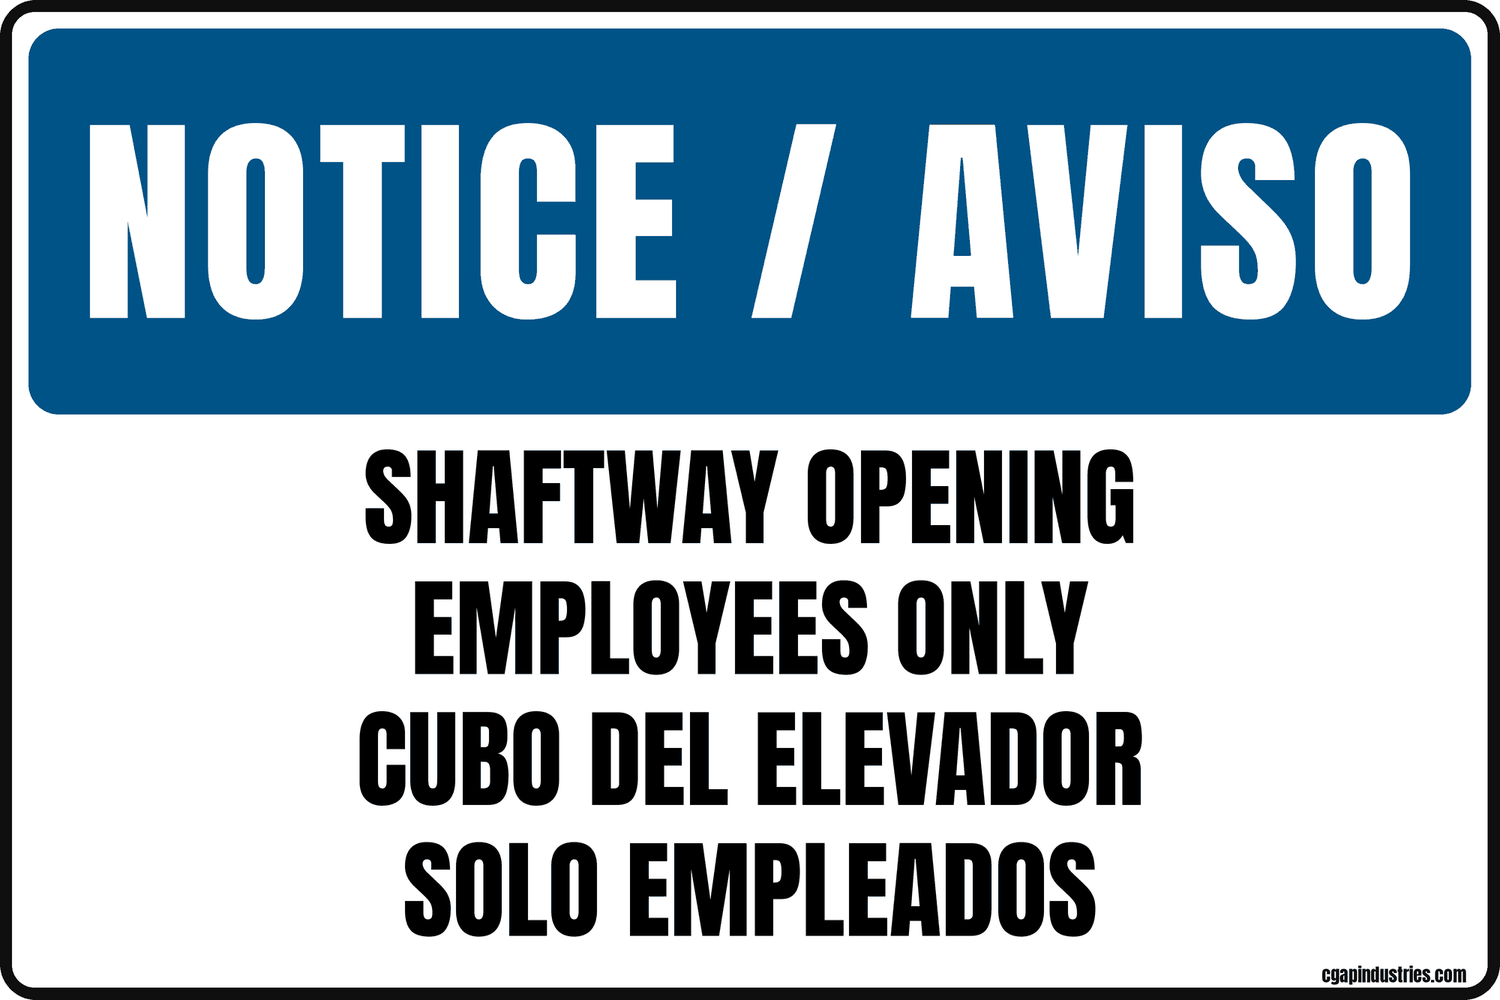 NOTICE / AVISO
SHAFTWAY OPENING
EMPLOYEES ONLY
CUBO DEL ELEVADOR
SOLO EMPLEADOS
cgapindustries.com